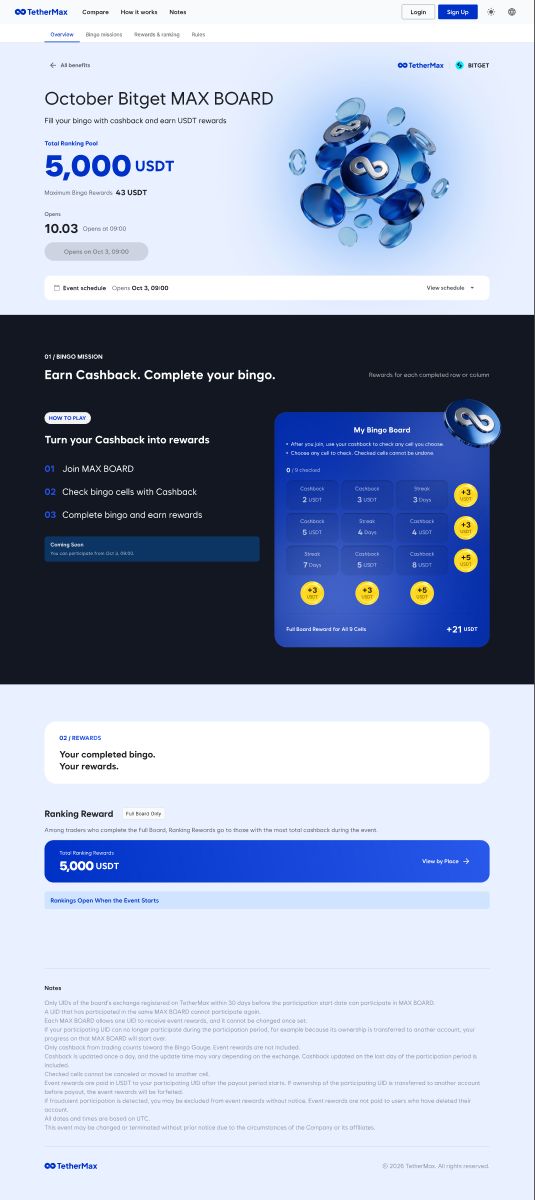 TetherMax Compare How it works Notes Login Sign Up
Overview Bingo missions Rewards & ranking Rules
← All benefits
TetherMax | BITGET
October Bitget MAX BOARD
Fill your bingo with cashback and earn USDT rewards
Total Ranking Pool
5,000 USDT
Maximum Bingo Rewards 43 USDT
Opens
10.03 Opens at 09:00
Opens on Oct 3, 09:00
Event schedule Opens Oct 3, 09:00 View schedule
01 / BINGO MISSION
Earn Cashback. Complete your bingo.
Rewards for each completed row or column
HOW TO PLAY
Turn your Cashback into rewards
01 Join MAX BOARD
02 Check bingo cells with Cashback
03 Complete bingo and earn rewards
Coming Soon
You can participate from Oct 3, 09:00.
My Bingo Board
• After you join, use your cashback to check any cell you choose.
• Choose any cell to check. Checked cells cannot be undone.
0 / 9 checked
Cashback Cashback Streak
2 USDT 3 USDT 3 Days
+3 USDT
Cashback Streak Cashback
5 USDT 4 Days 4 USDT
+3 USDT
Streak Cashback Cashback
7 Days 5 USDT 8 USDT
+5 USDT
+3 USDT +3 USDT +5 USDT
Full Board Reward for All 9 Cells +21 USDT
02 / REWARDS
Your completed bingo.
Your rewards.
Ranking Reward Full Board Only
Among traders who complete the Full Board, Ranking Rewards go to those with the most total cashback during the event.
Total Ranking Rewards
5,000 USDT
View by Place →
Rankings Open When the Event Starts
Notes
Only UIDs of the board's exchange registered on TetherMax within 30 days before the participation start date can participate in MAX BOARD.
A UID that has participated in the same MAX BOARD cannot participate again.
Each MAX BOARD allows one UID to receive event rewards, and it cannot be changed once set.
If your participating UID can no longer participate during the participation period, for example because its ownership is transferred to another account, your
progress on that MAX BOARD will start over.
Only cashback from trading counts toward the Bingo Gauge. Event rewards are not included.
Cashback is updated once a day, and the update time may vary depending on the exchange. Cashback updated on the last day of the participation period is
included.
Checked cells cannot be canceled or moved to another cell.
Event rewards are paid in USDT to your participating UID after the payout period starts. If ownership of the participating UID is transferred to another account
before payout, the event rewards will be forfeited.
If fraudulent participation is detected, you may be excluded from event rewards without notice. Event rewards are not paid to users who have deleted their
account.
All dates and times are based on UTC.
This event may be changed or terminated without prior notice due to the circumstances of the Company or its affiliates.
TetherMax
© 2026 TetherMax. All rights reserved.